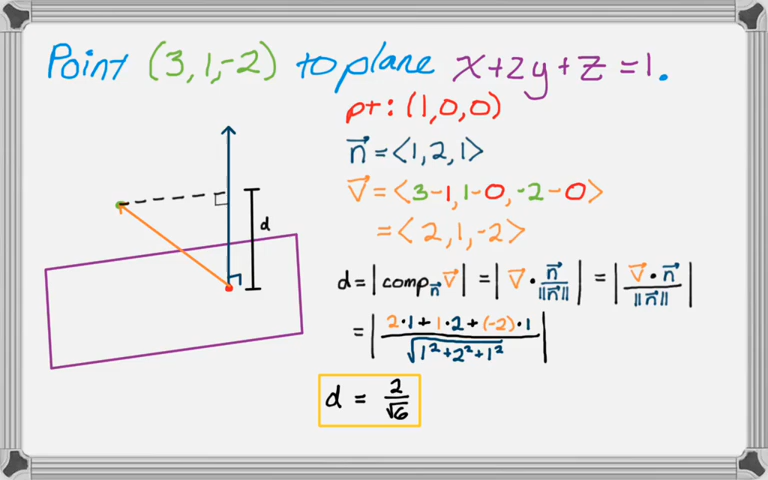 Point (3,1,-2) to plane x+2y+z=1.
pt: (1,0,0)
n⃗ = <1,2,1>
v⃗ = <3-1, 1-0, -2-0>
= <2,1,-2>
d
d = |comp_n⃗ v⃗| = |v⃗ · n⃗/||n⃗||| = |v⃗ · n⃗/||n⃗|||
= |2·1+1·2+(-2)·1/√1²+2²+1²|
d = 2/√6